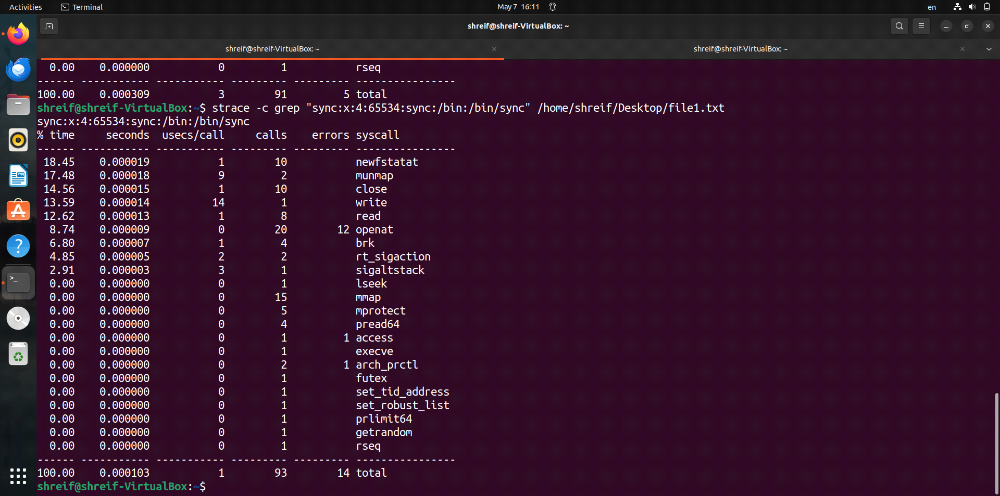 Activities Terminal May 7 16:11 en
shreif@shreif-VirtualBox: ~
shreif@shreif-VirtualBox: ~ shreif@shreif-VirtualBox: ~
0.00 0.000000 0 1 rseq
------ ----------- ----------- --------- --------- ----------------
100.00 0.000309 3 91 5 total
shreif@shreif-VirtualBox:~$ strace -c grep "sync:x:4:65534:sync:/bin:/bin/sync" /home/shreif/Desktop/file1.txt
sync:x:4:65534:sync:/bin:/bin/sync
% time seconds usecs/call calls errors syscall
------ ----------- ----------- --------- --------- ----------------
18.45 0.000019 1 10 newfstatat
17.48 0.000018 9 2 munmap
14.56 0.000015 1 10 close
13.59 0.000014 14 1 write
12.62 0.000013 1 8 read
8.74 0.000009 0 20 12 openat
6.80 0.000007 1 4 brk
4.85 0.000005 2 2 rt_sigaction
2.91 0.000003 3 1 sigaltstack
0.00 0.000000 0 1 lseek
0.00 0.000000 0 15 mmap
0.00 0.000000 0 5 mprotect
0.00 0.000000 0 4 pread64
0.00 0.000000 0 1 1 access
0.00 0.000000 0 1 execve
0.00 0.000000 0 2 1 arch_prctl
0.00 0.000000 0 1 futex
0.00 0.000000 0 1 set_tid_address
0.00 0.000000 0 1 set_robust_list
0.00 0.000000 0 1 prlimit64
0.00 0.000000 0 1 getrandom
0.00 0.000000 0 1 rseq
------ ----------- ----------- --------- --------- ----------------
100.00 0.000103 1 93 14 total
shreif@shreif-VirtualBox:~$